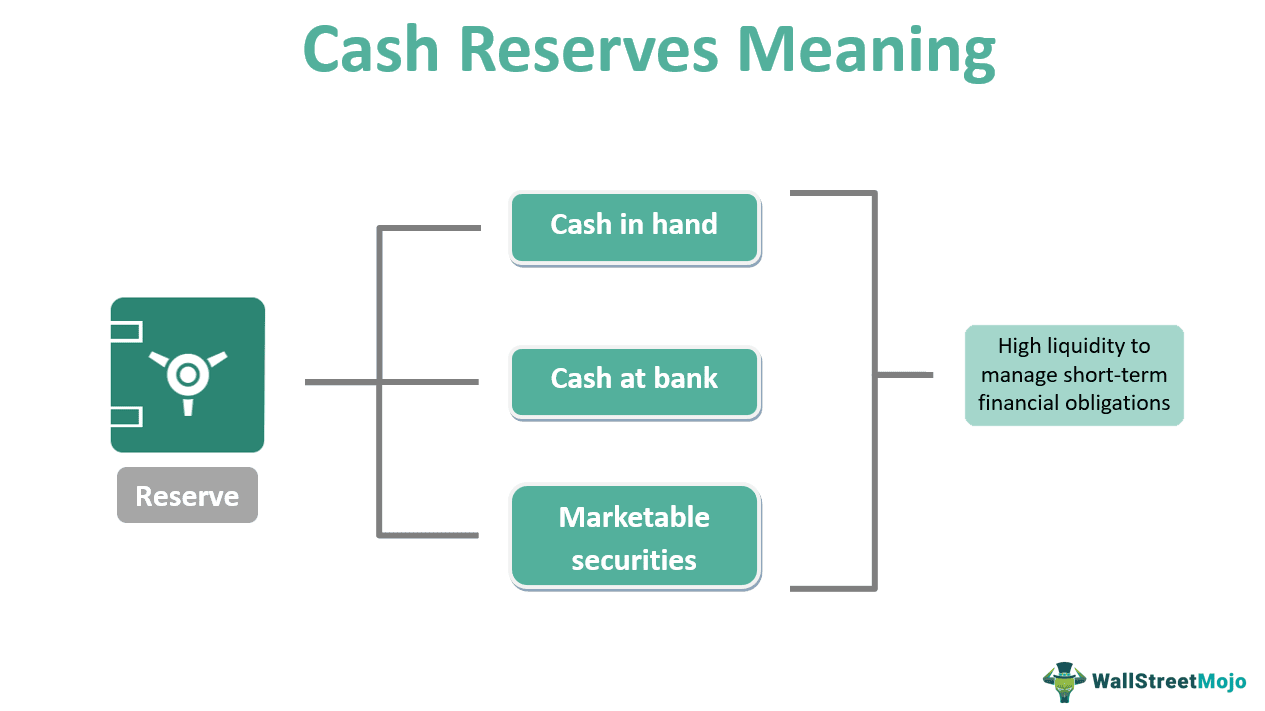 Cash Reserves Meaning
Cash in hand
Cash at bank
Marketable
securities
Reserve
High liquidity to
manage short-term
financial obligations
WallStreetMojo